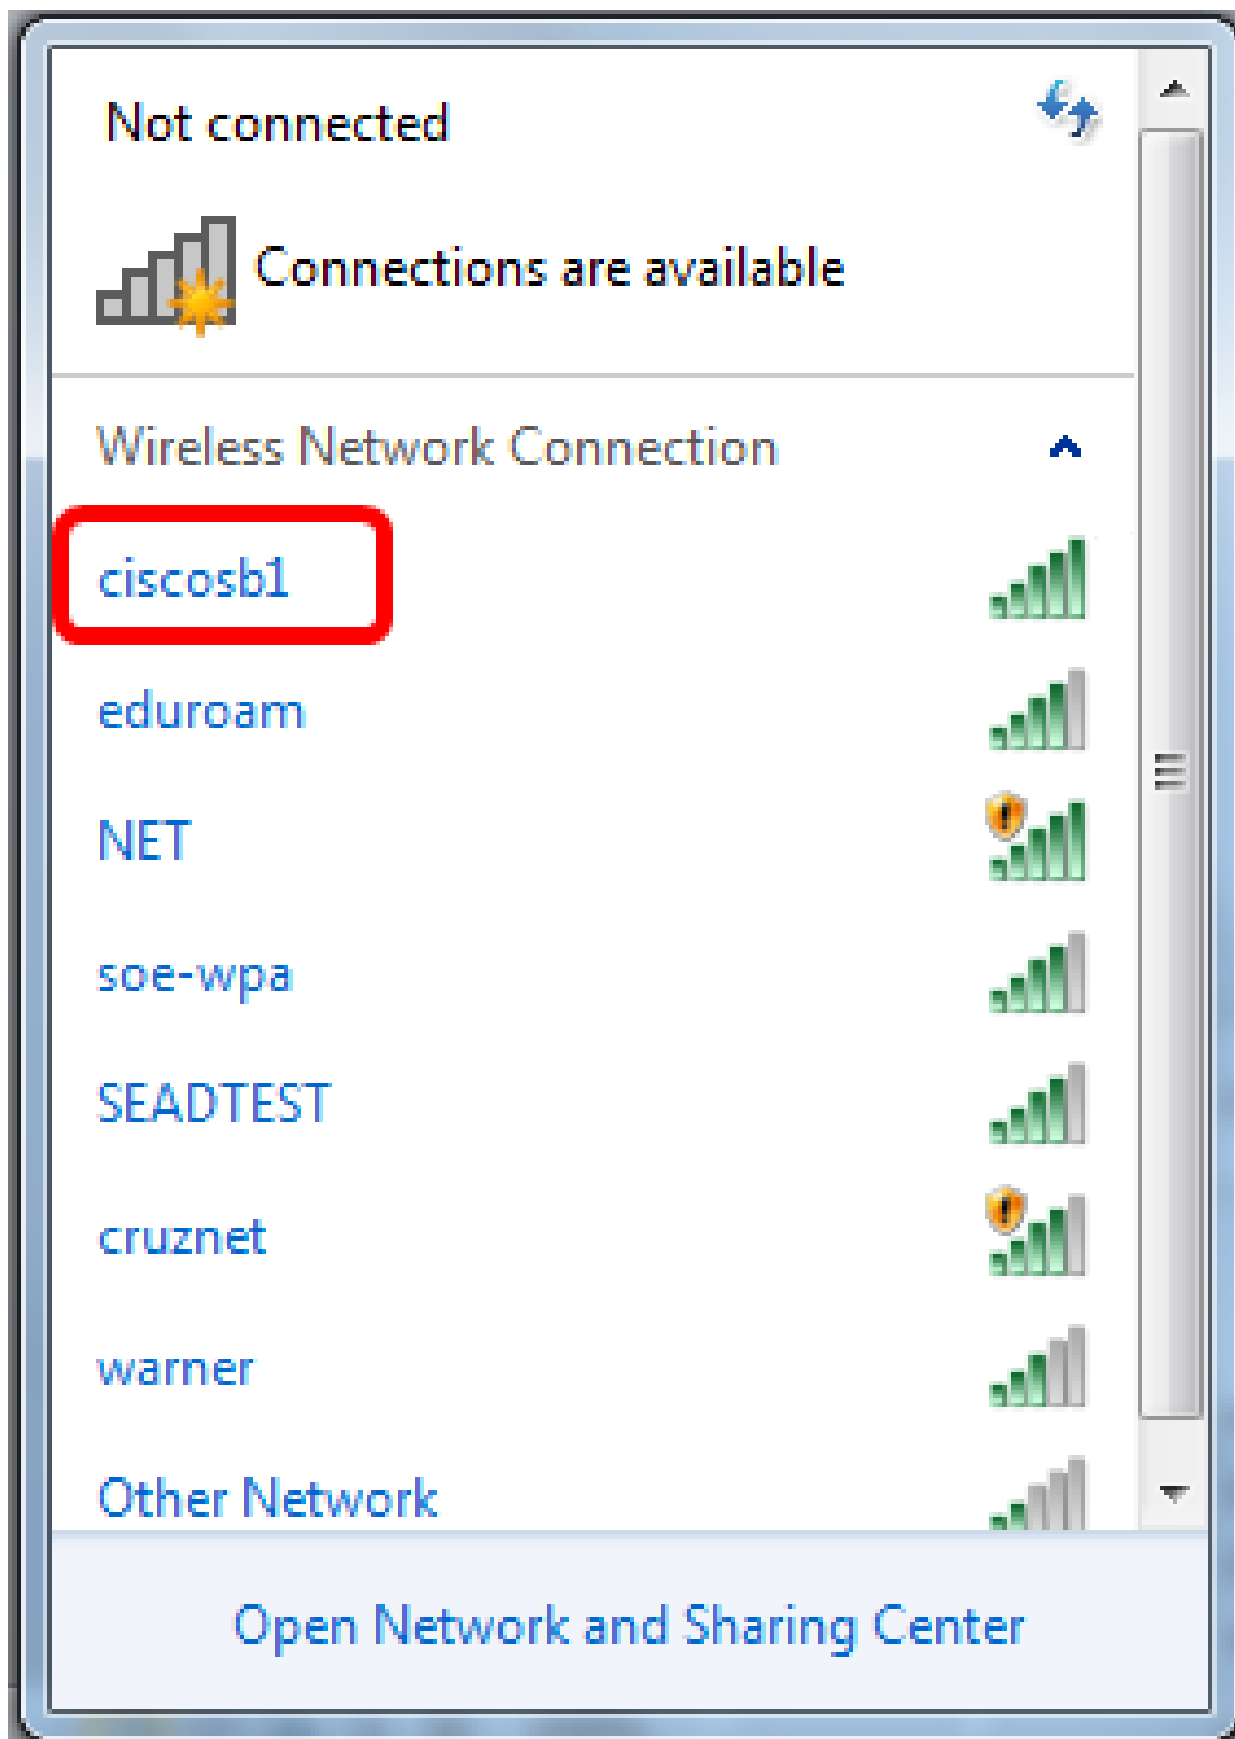 Not connected
Connections are available
Wireless Network Connection
ciscosb1
eduroam
NET
soe-wpa
SEADTEST
cruznet
warner
Other Network
Open Network and Sharing Center